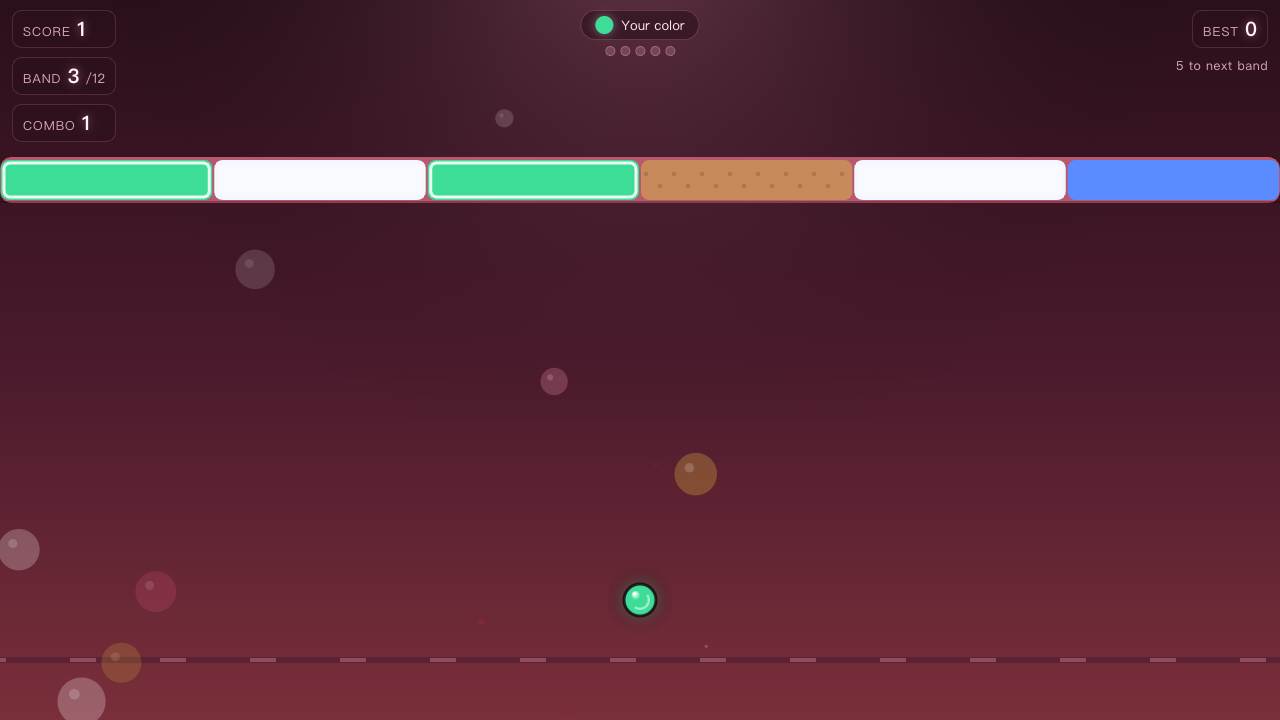 SCORE 1
BAND 3 /12
COMBO 1
Your color
BEST 0
5 to next band